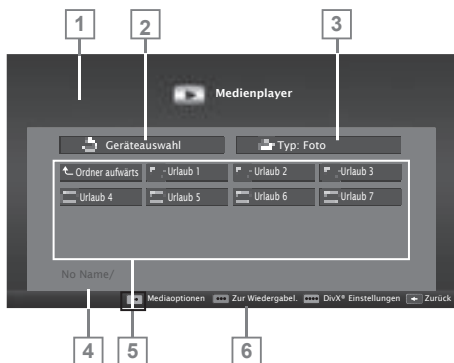 1 2 3
Medienplayer
Geräteauswahl Typ: Foto
Ordner aufwärts Urlaub 1 Urlaub 2 Urlaub 3
Urlaub 4 Urlaub 5 Urlaub 6 Urlaub 7
No Name/
Mediaoptionen Zur Wiedergabel. DivX® Einstellungen Zurück
4 5 6